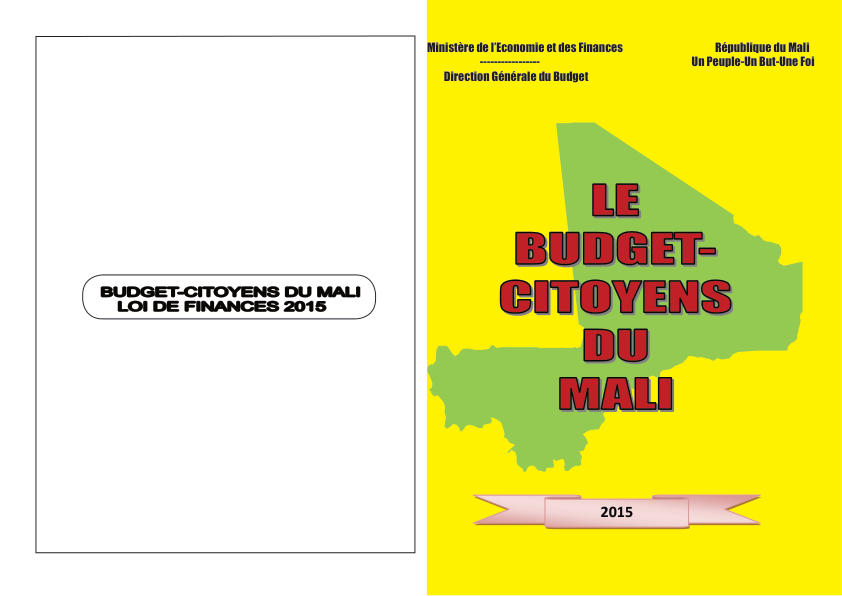 BUDGET-CITOYENS DU MALI
LOI DE FINANCES 2015
Ministère de l'Economie et des Finances
-----------------
Direction Générale du Budget
République du Mali
Un Peuple-Un But-Une Foi
LE
BUDGET-
CITOYENS
DU
MALI
2015